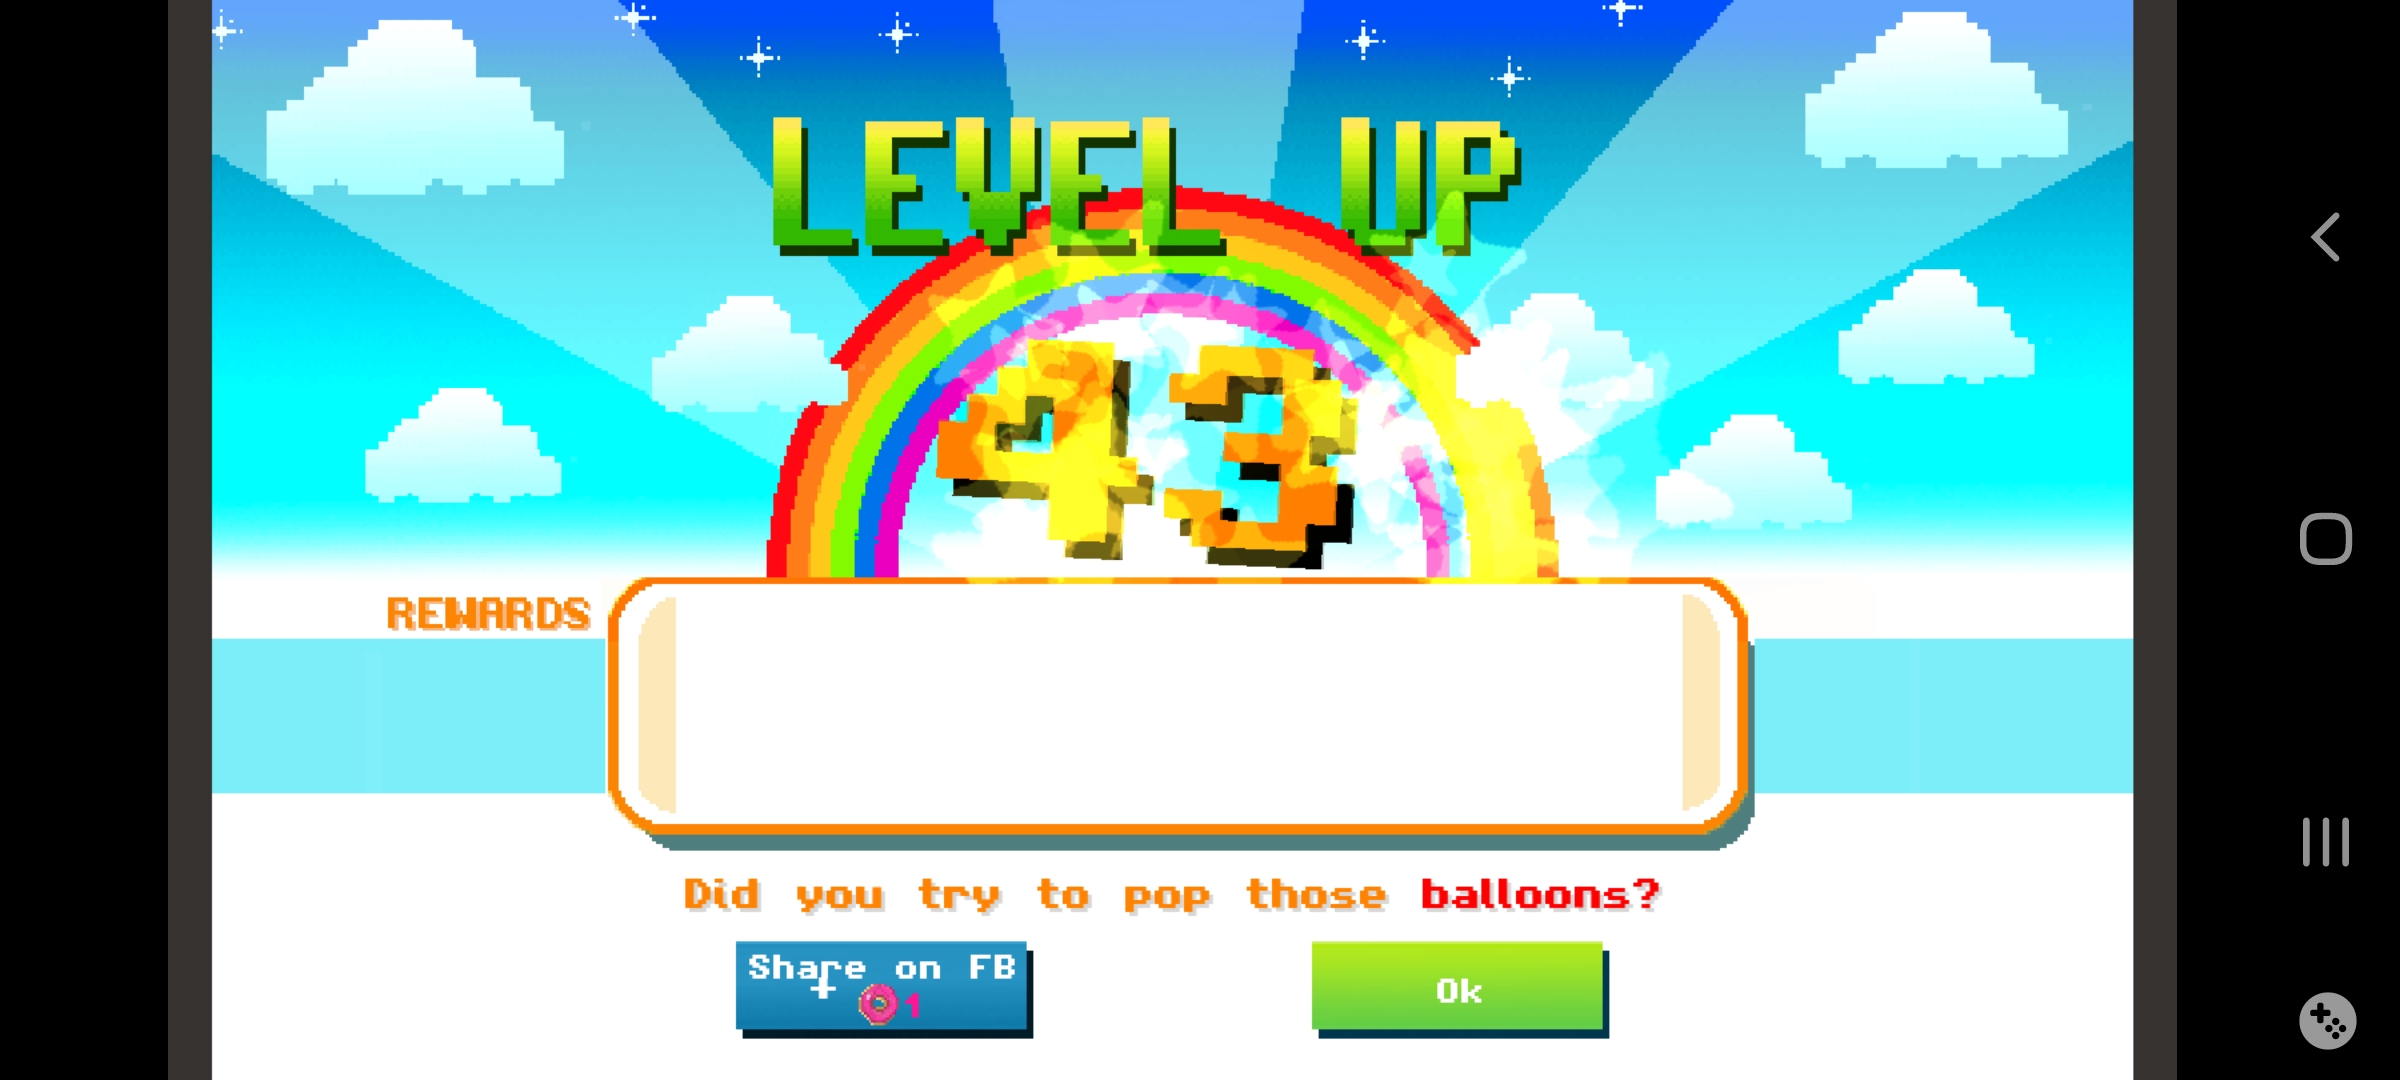 LEVEL UP
43
REWARDS
Did you try to pop those balloons?
Share on FB
+ 1
Ok